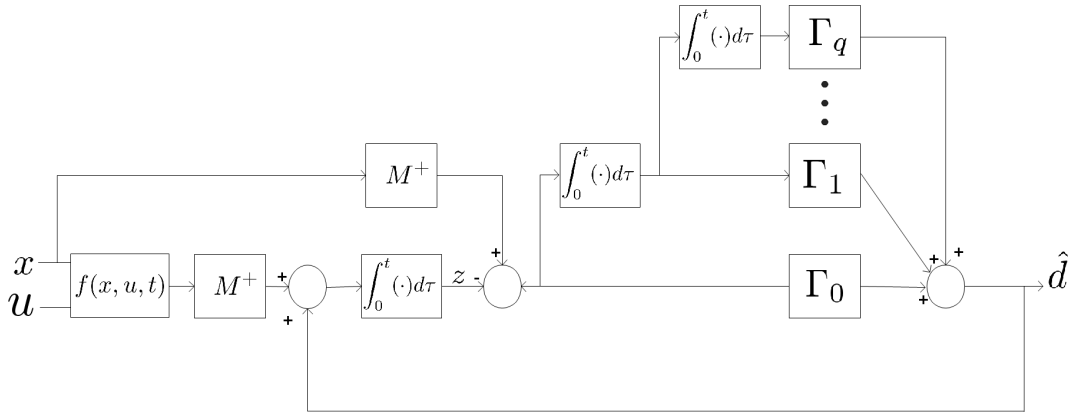 ∫₀ᵗ(·)dτ
Γ_q
M⁺
∫₀ᵗ(·)dτ
Γ₁
x
u
f(x, u, t)
M⁺
+
+
∫₀ᵗ(·)dτ
z
-
+
Γ₀
+
+
+
d̂